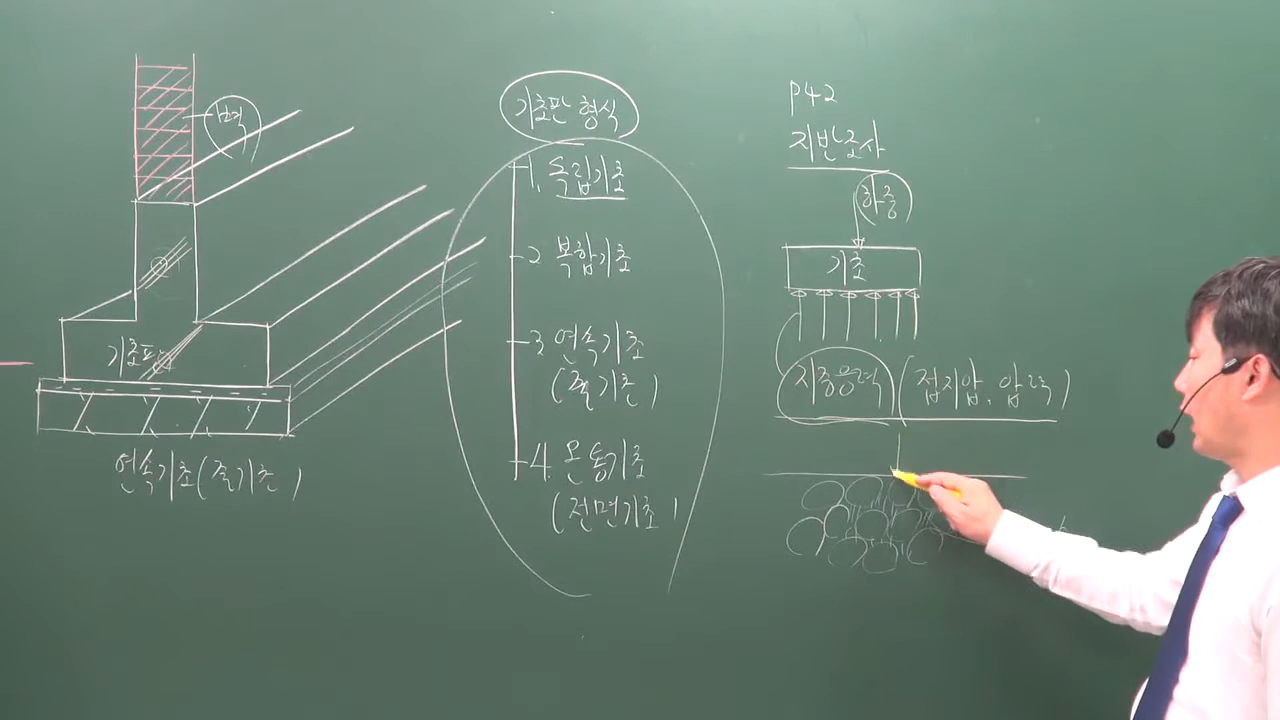 벽
기초판
연속기초(줄기초)
기초판 형식
1. 독립기초
2 복합기초
3 연속기초
(줄기초)
4. 온통기초
(전면기초)
P42
지반조사
하중
기초
지중응력 (접지압, 압력)